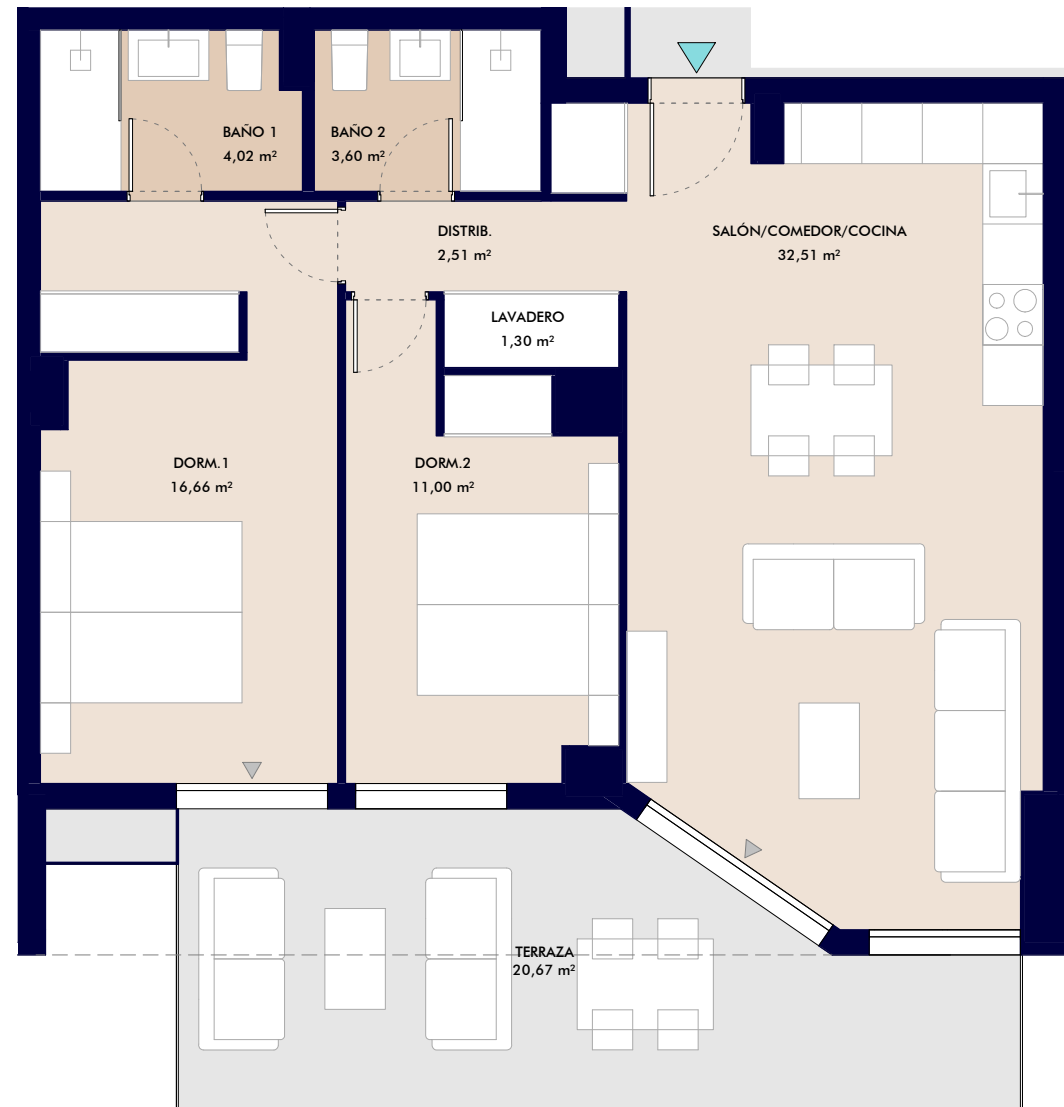 BAÑO 1
4,02 m²
BAÑO 2
3,60 m²
DISTRIB.
2,51 m²
SALÓN/COMEDOR/COCINA
32,51 m²
LAVADERO
1,30 m²
DORM.1
16,66 m²
DORM.2
11,00 m²
TERRAZA
20,67 m²